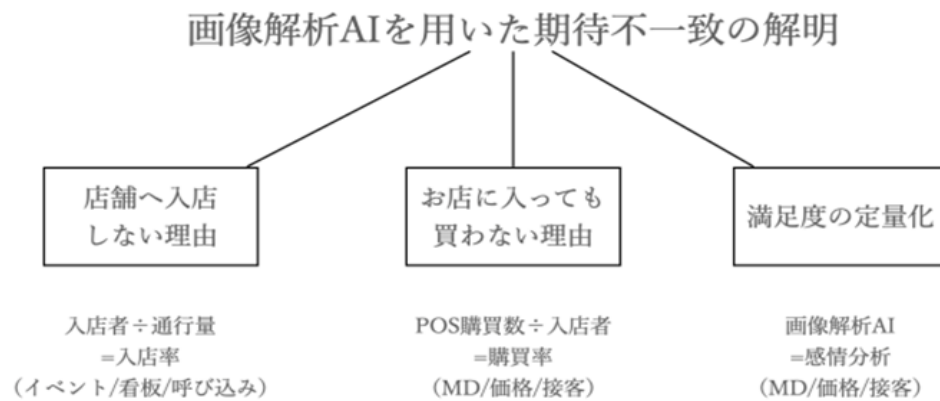 画像解析AIを用いた期待不一致の解明
店舗へ入店
しない理由
お店に入っても
買わない理由
満足度の定量化
入店者÷通行量
=入店率
(イベント/看板/呼び込み)
POS購買数÷入店者
=購買率
(MD/価格/接客)
画像解析AI
=感情分析
(MD/価格/接客)